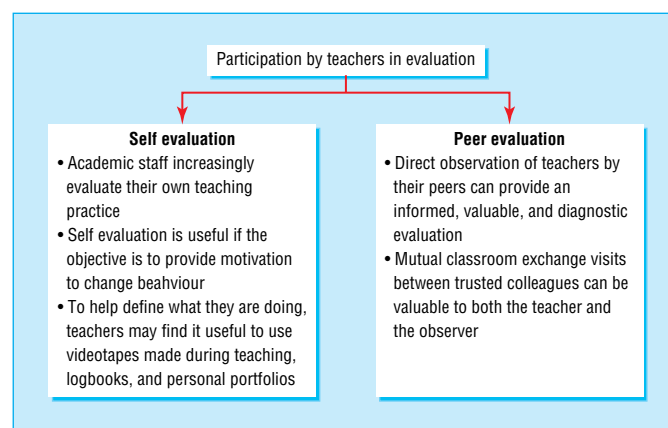 Participation by teachers in evaluation
Self evaluation
• Academic staff increasingly
evaluate their own teaching
practice
• Self evaluation is useful if the
objective is to provide motivation
to change beahviour
• To help define what they are doing,
teachers may find it useful to use
videotapes made during teaching,
logbooks, and personal portfolios
Peer evaluation
• Direct observation of teachers by
their peers can provide an
informed, valuable, and diagnostic
evaluation
• Mutual classroom exchange visits
between trusted colleagues can be
valuable to both the teacher and
the observer